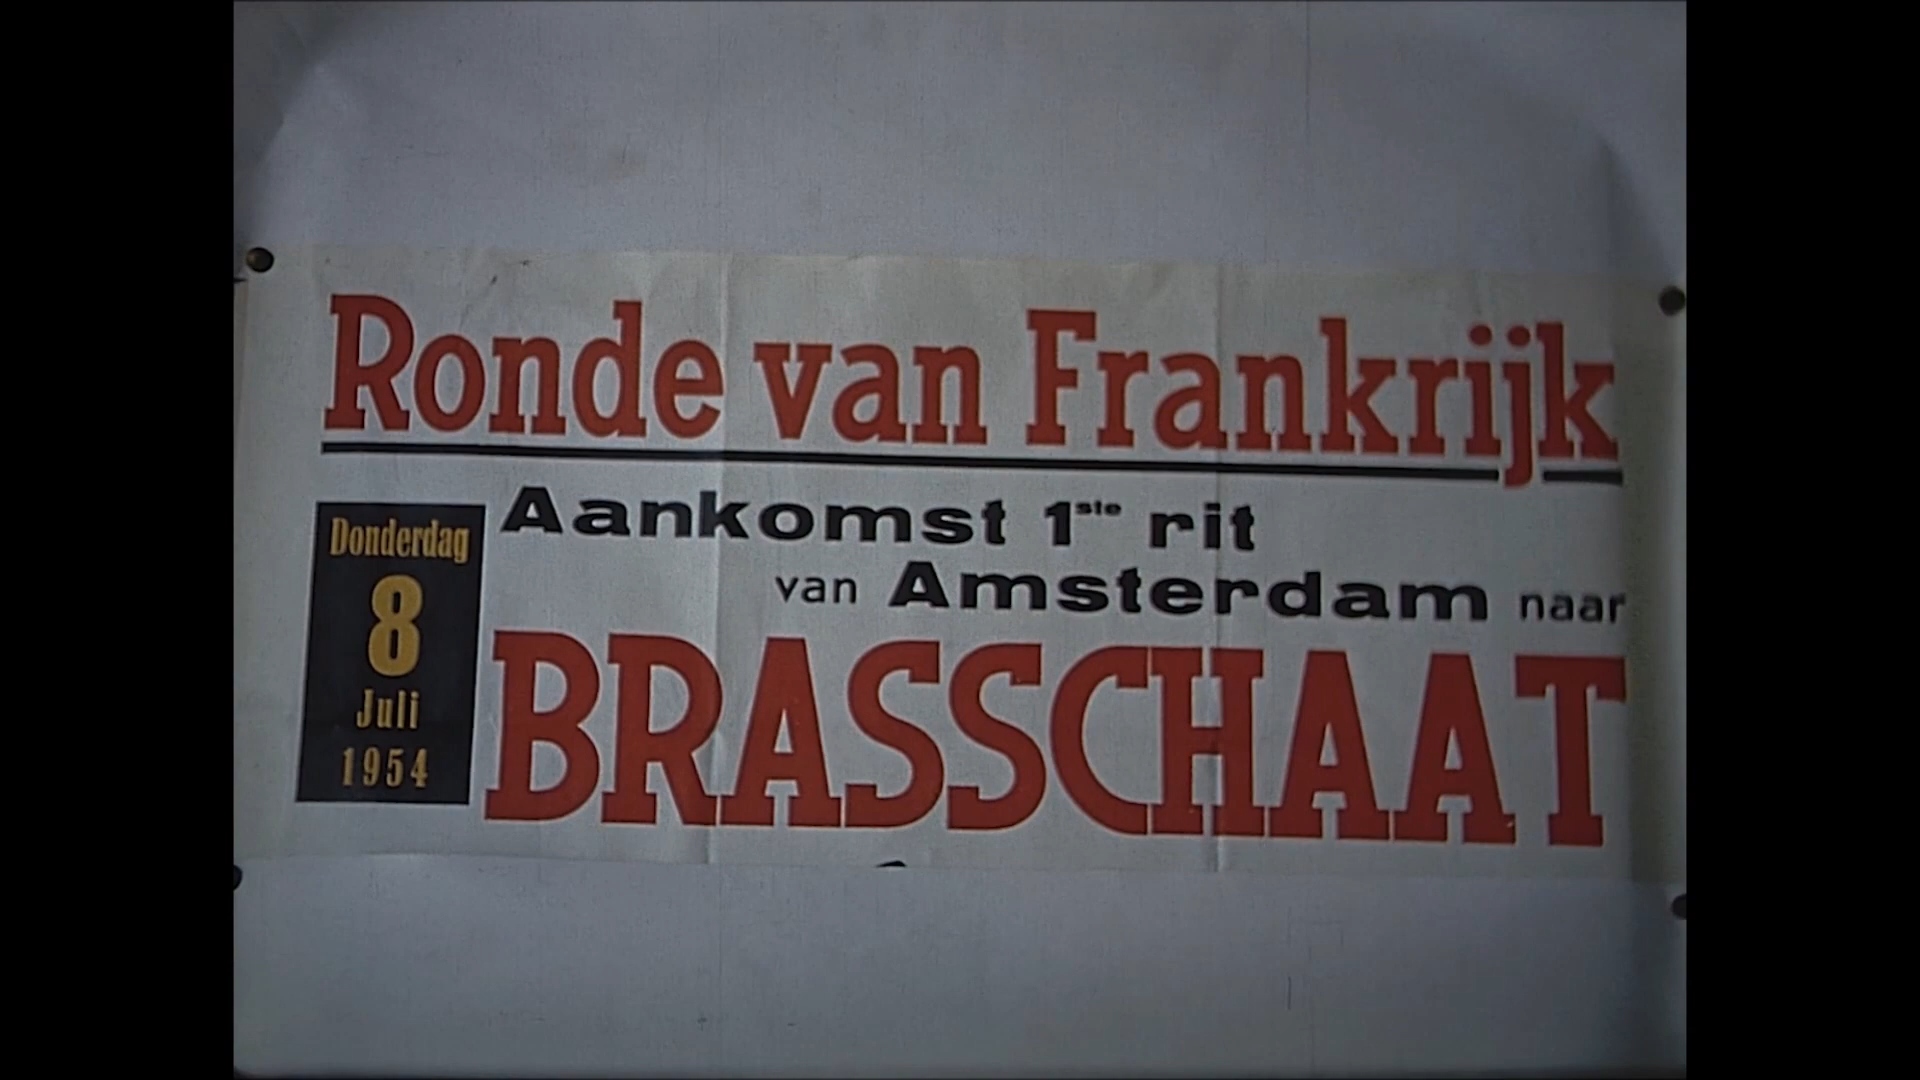 Ronde van Frankrijk
Donderdag
8
Juli
1954
Aankomst 1ste rit
van Amsterdam naar
BRASSCHAAT